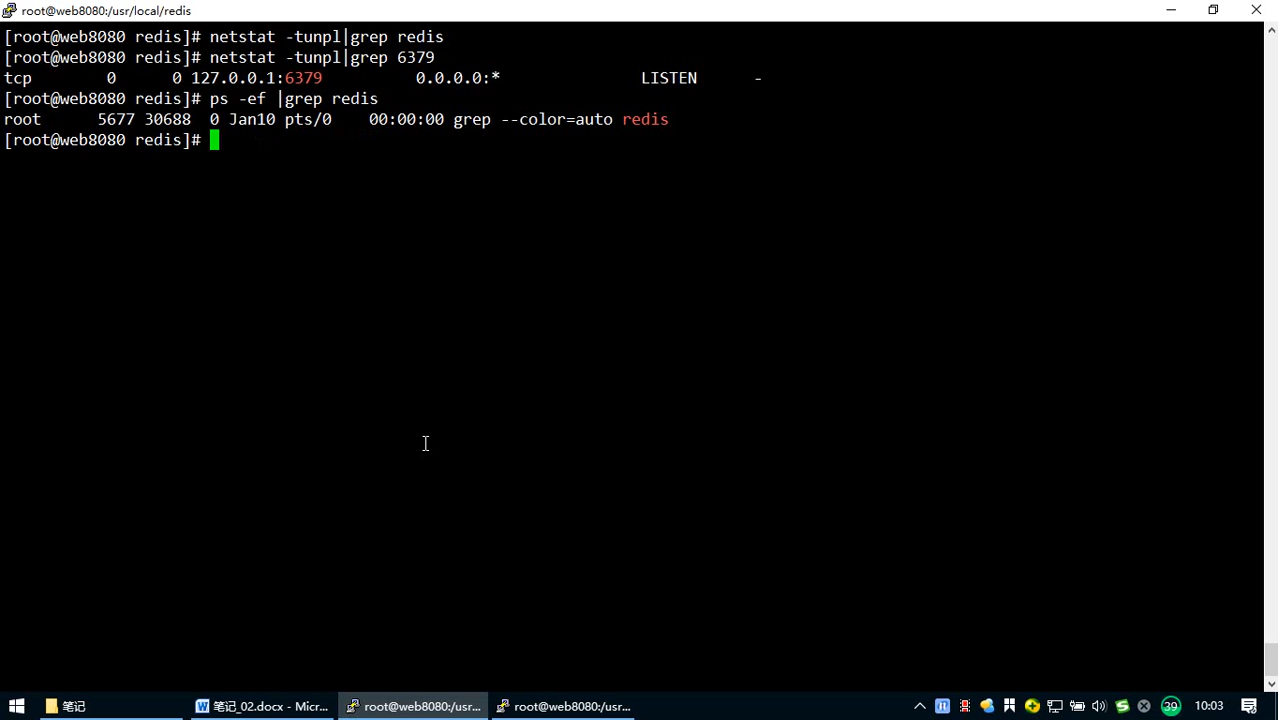 root@web8080:/usr/local/redis
[root@web8080 redis]# netstat -tunpl|grep redis
[root@web8080 redis]# netstat -tunpl|grep 6379
tcp        0      0 127.0.0.1:6379          0.0.0.0:*               LISTEN      -
[root@web8080 redis]# ps -ef |grep redis
root      5677 30688  0 Jan10 pts/0    00:00:00 grep --color=auto redis
[root@web8080 redis]#
笔记 笔记_02.docx - Micr... root@web8080:/usr... root@web8080:/usr... 39 10:03